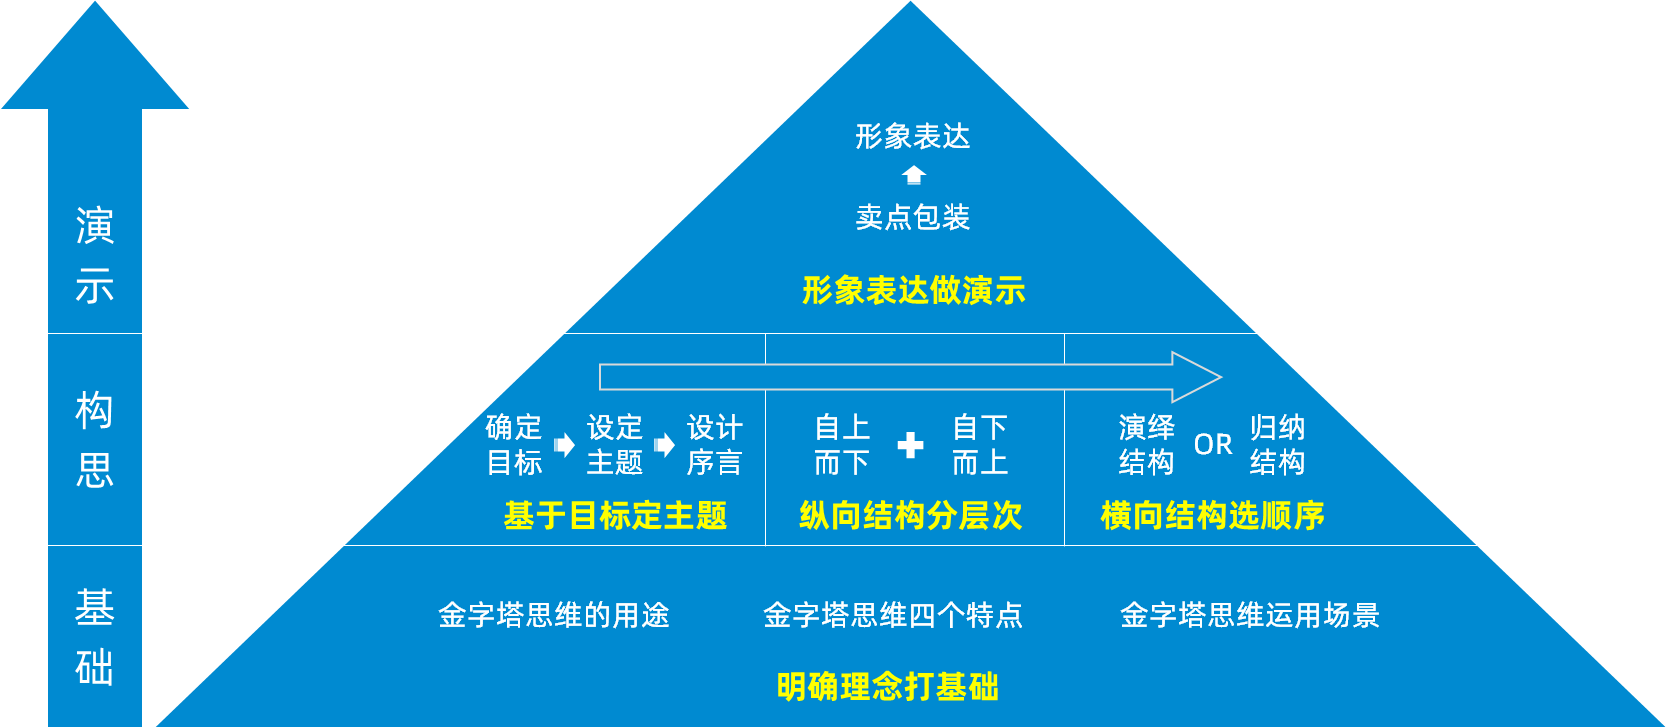 演
示
构
思
基
础
形象表达
卖点包装
形象表达做演示
确定
目标
设定
主题
设计
序言
基于目标定主题
自上
而下
自下
而上
纵向结构分层次
演绎
结构
OR
归纳
结构
横向结构选顺序
金字塔思维的用途
金字塔思维四个特点
金字塔思维运用场景
明确理念打基础